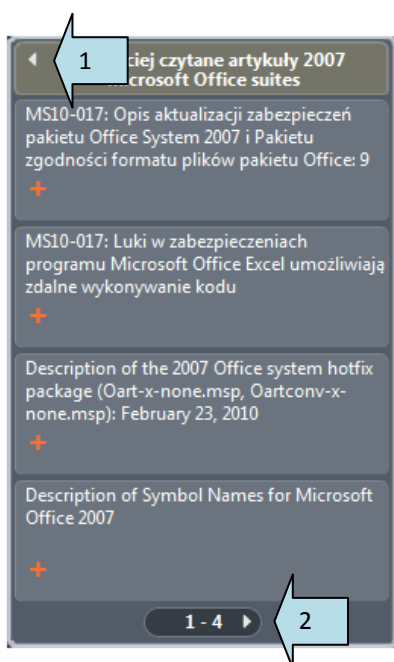 1
ciej czytane artykuły 2007
Microsoft Office suites
MS10-017: Opis aktualizacji zabezpieczeń
pakietu Office System 2007 i Pakietu
zgodności formatu plików pakietu Office: 9
+
MS10-017: Luki w zabezpieczeniach
programu Microsoft Office Excel umożliwiają
zdalne wykonywanie kodu
+
Description of the 2007 Office system hotfix
package (Oart-x-none.msp, Oartconv-x-
none.msp): February 23, 2010
+
Description of Symbol Names for Microsoft
Office 2007
+
1 - 4
2